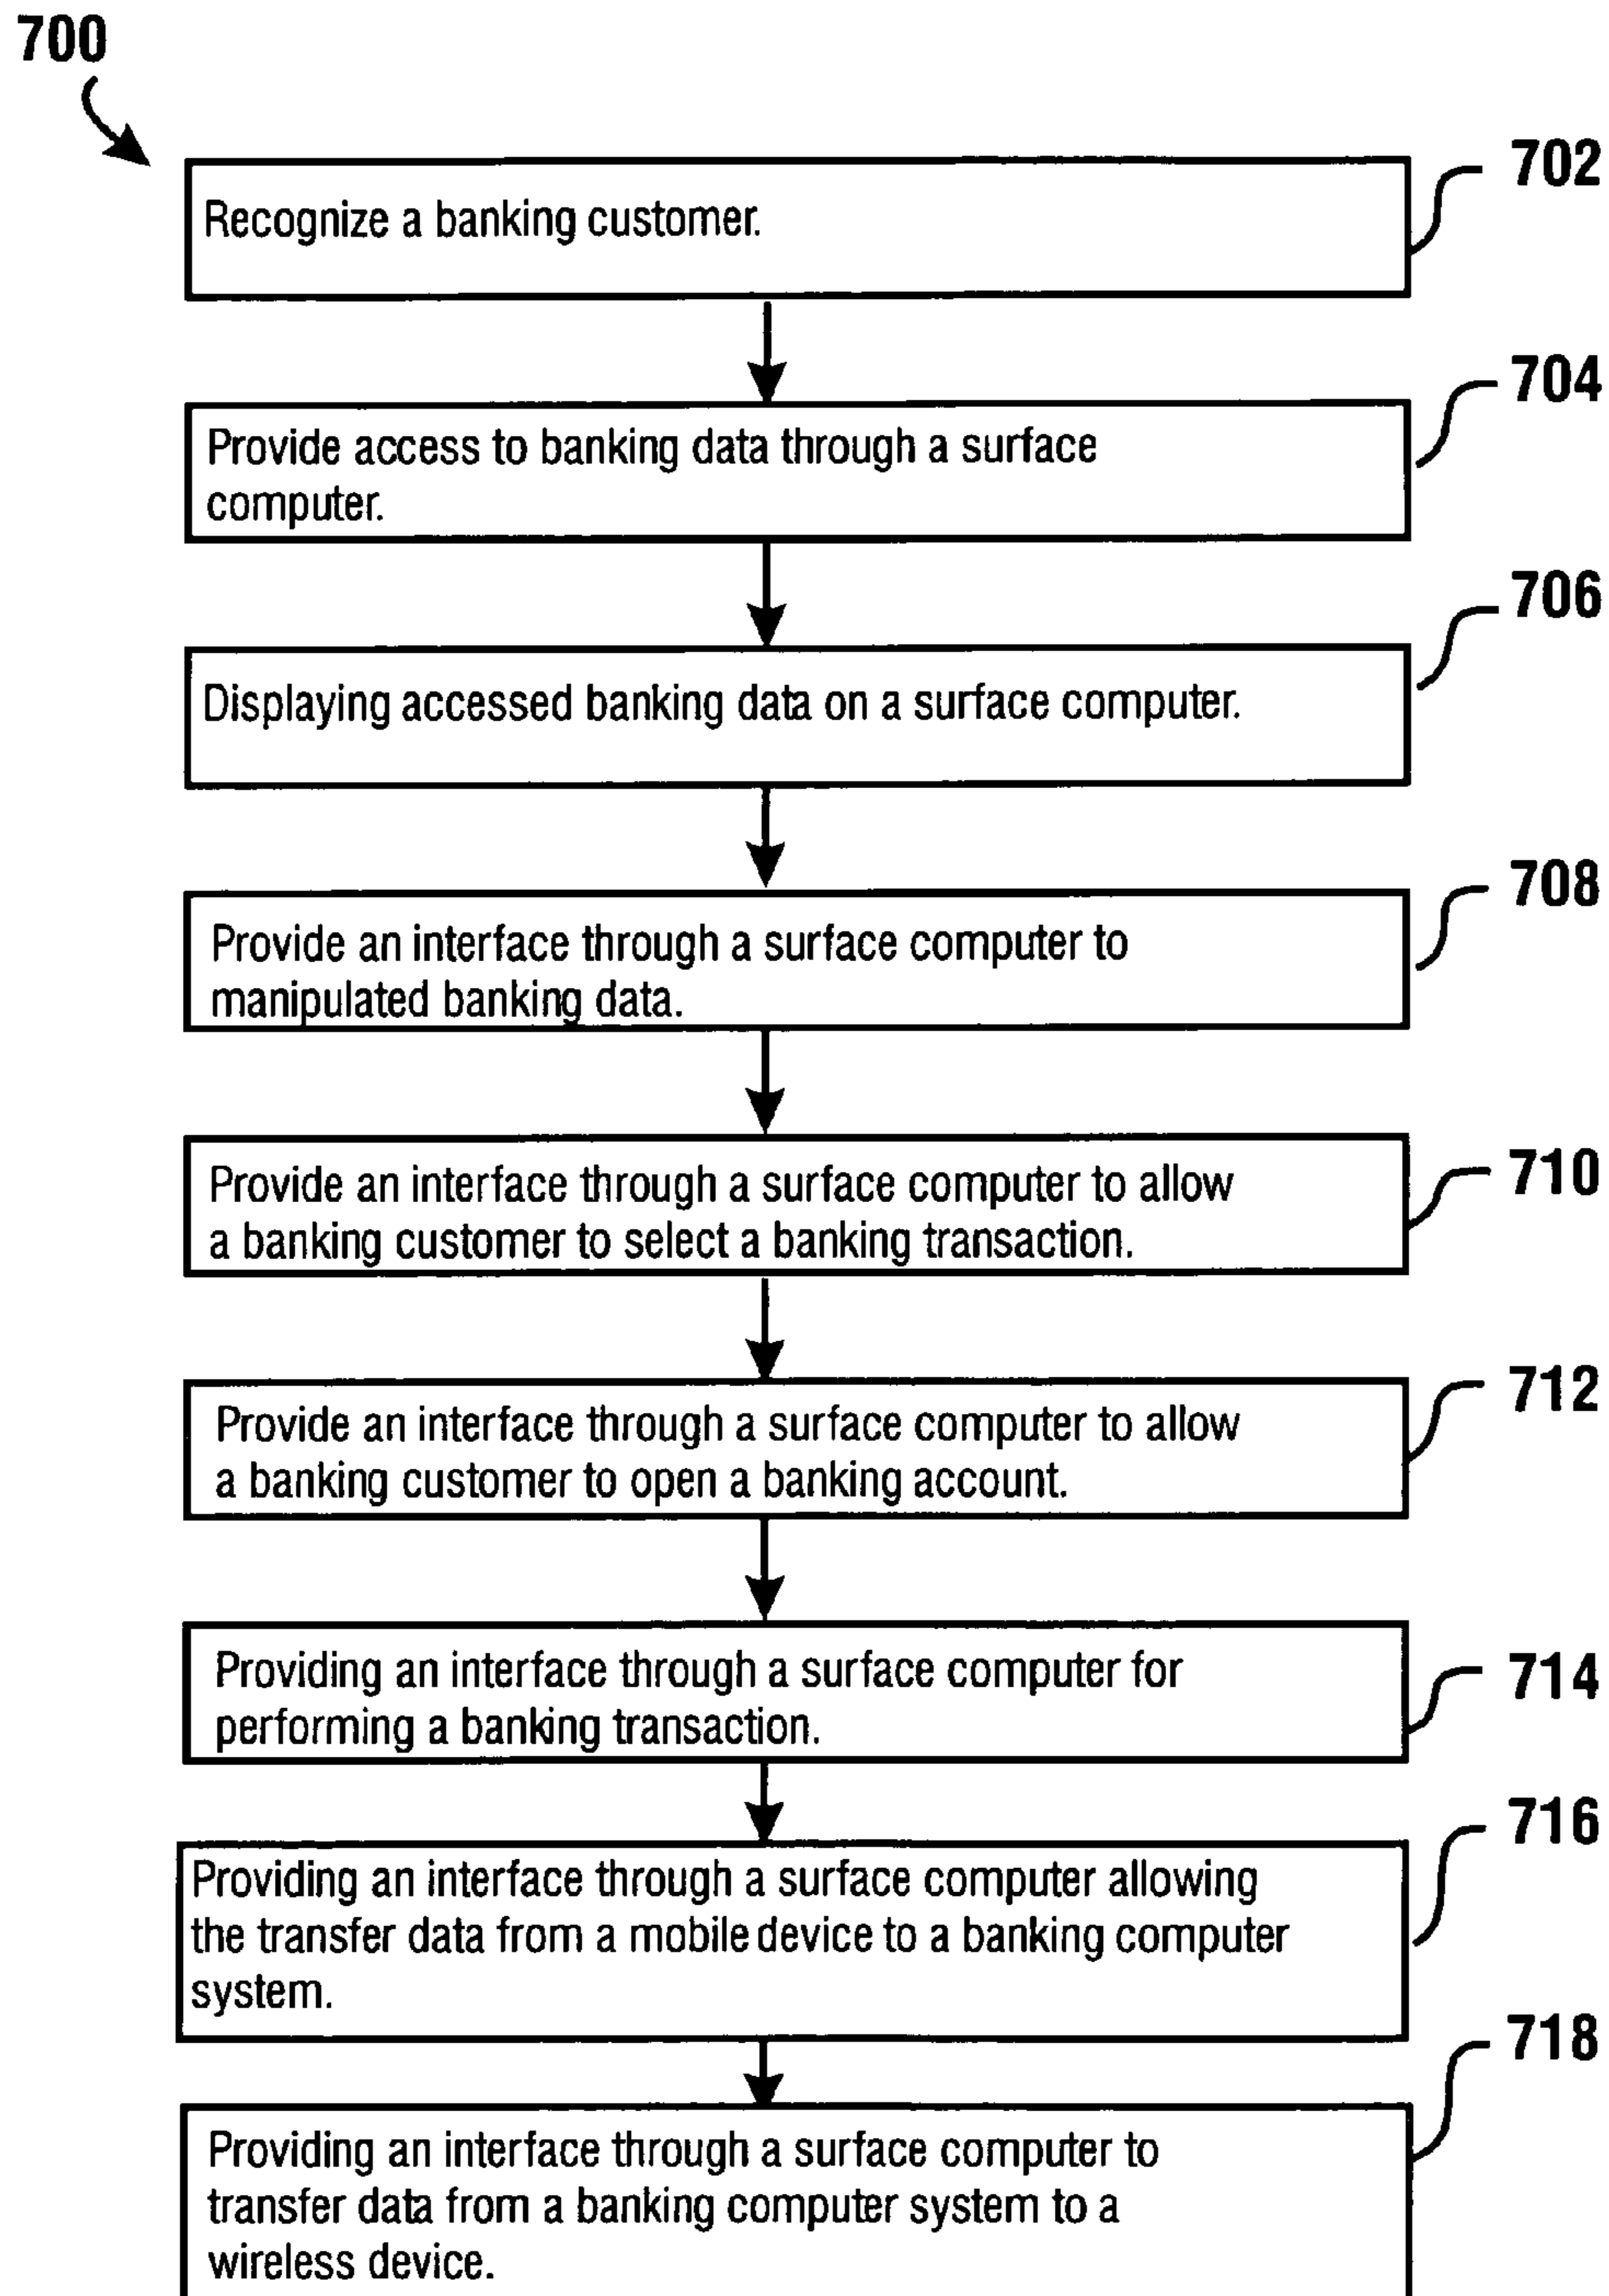 700
702
Recognize a banking customer.
704
Provide access to banking data through a surface
computer.
706
Displaying accessed banking data on a surface computer.
708
Provide an interface through a surface computer to
manipulated banking data.
710
Provide an interface through a surface computer to allow
a banking customer to select a banking transaction.
712
Provide an interface through a surface computer to allow
a banking customer to open a banking account.
714
Providing an interface through a surface computer for
performing a banking transaction.
716
Providing an interface through a surface computer allowing
the transfer data from a mobile device to a banking computer
system.
718
Providing an interface through a surface computer to
transfer data from a banking computer system to a
wireless device.